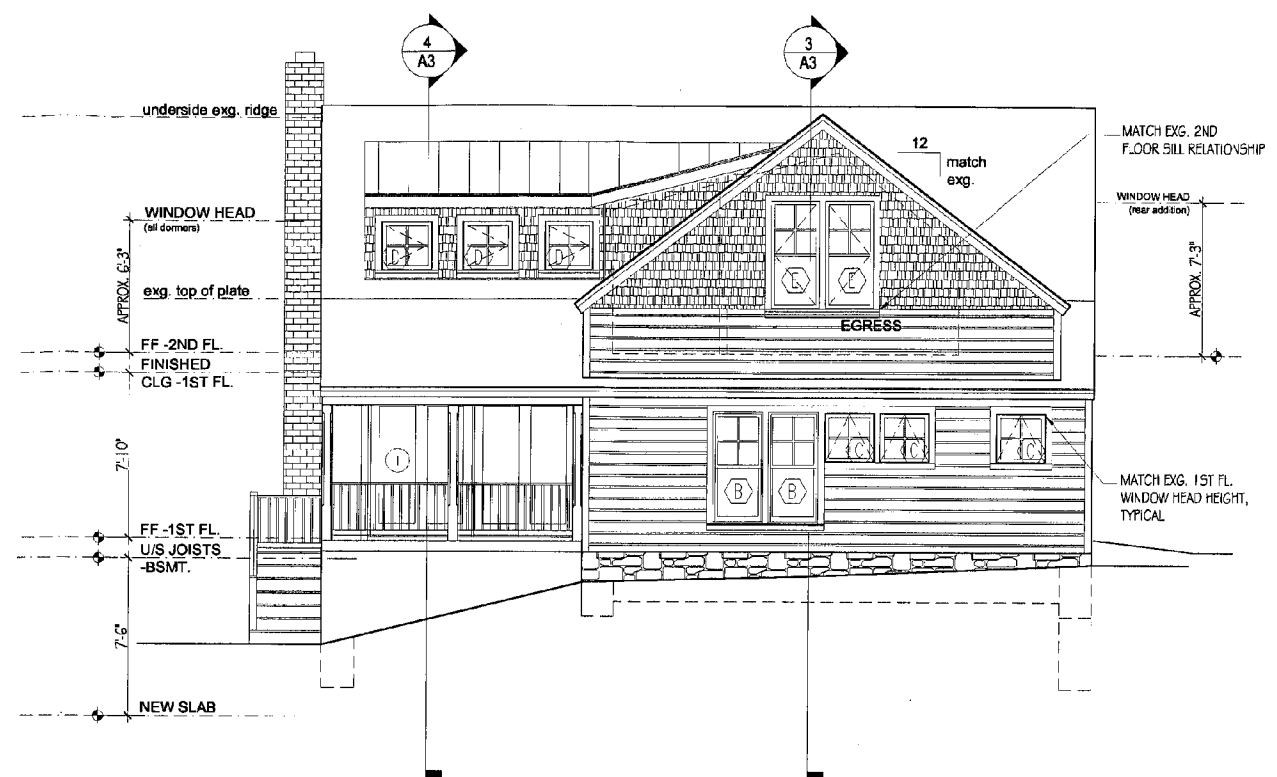 4
A3
3
A3
underside exg. ridge
12
match
exg.
MATCH EXG. 2ND
FLOOR SILL RELATIONSHIP
WINDOW HEAD
(all dormers)
WINDOW HEAD
(rear addition)
APPROX. 6'-3"
APPROX. 7'-3"
D
D
D
E
E
exg. top of plate
EGRESS
FF -2ND FL.
FINISHED
CLG -1ST FL.
7'-10"
1
C
C
C
B
B
MATCH EXG. 1ST FL.
WINDOW HEAD HEIGHT,
TYPICAL
FF -1ST FL.
U/S JOISTS
-BSMT.
7'-6"
NEW SLAB